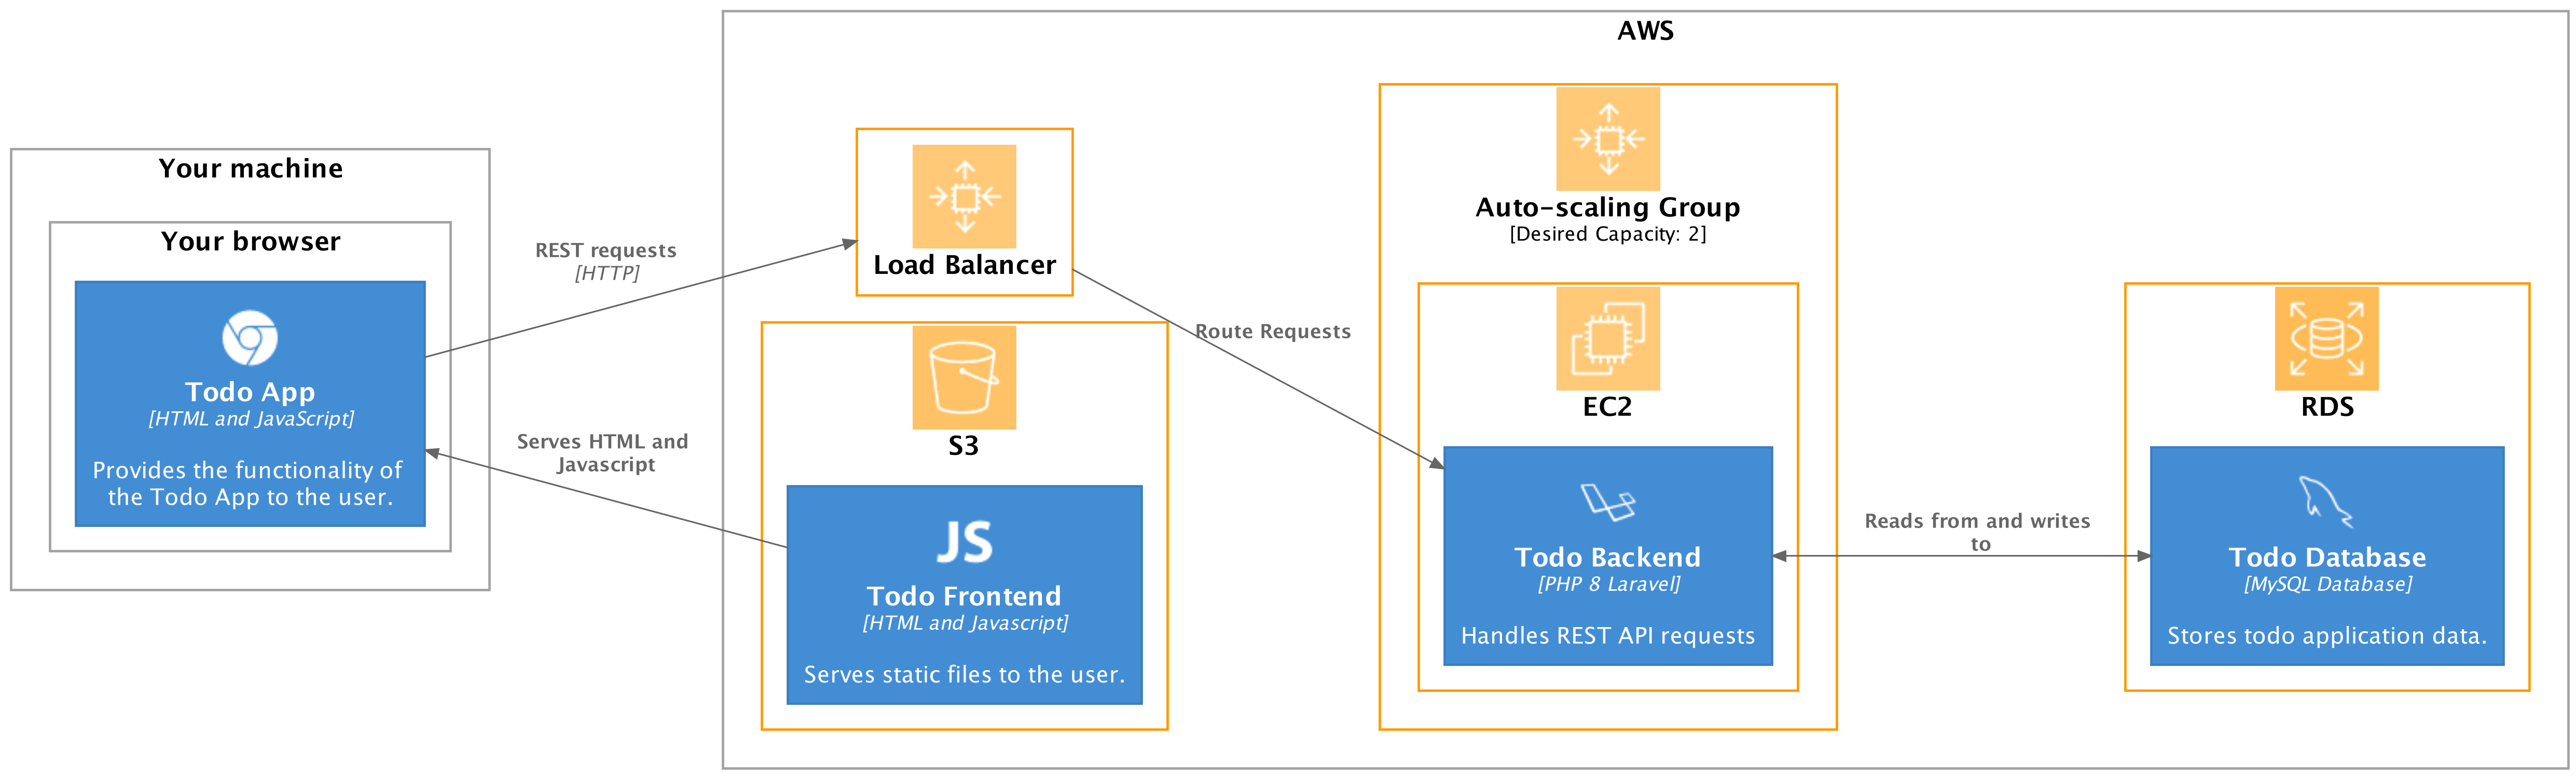 AWS
Your machine
Your browser
Todo App
[HTML and JavaScript]
Provides the functionality of
the Todo App to the user.
REST requests
[HTTP]
Serves HTML and
Javascript
Load Balancer
S3
JS
Todo Frontend
[HTML and Javascript]
Serves static files to the user.
Route Requests
Auto-scaling Group
[Desired Capacity: 2]
EC2
Todo Backend
[PHP 8 Laravel]
Handles REST API requests
Reads from and writes
to
RDS
Todo Database
[MySQL Database]
Stores todo application data.